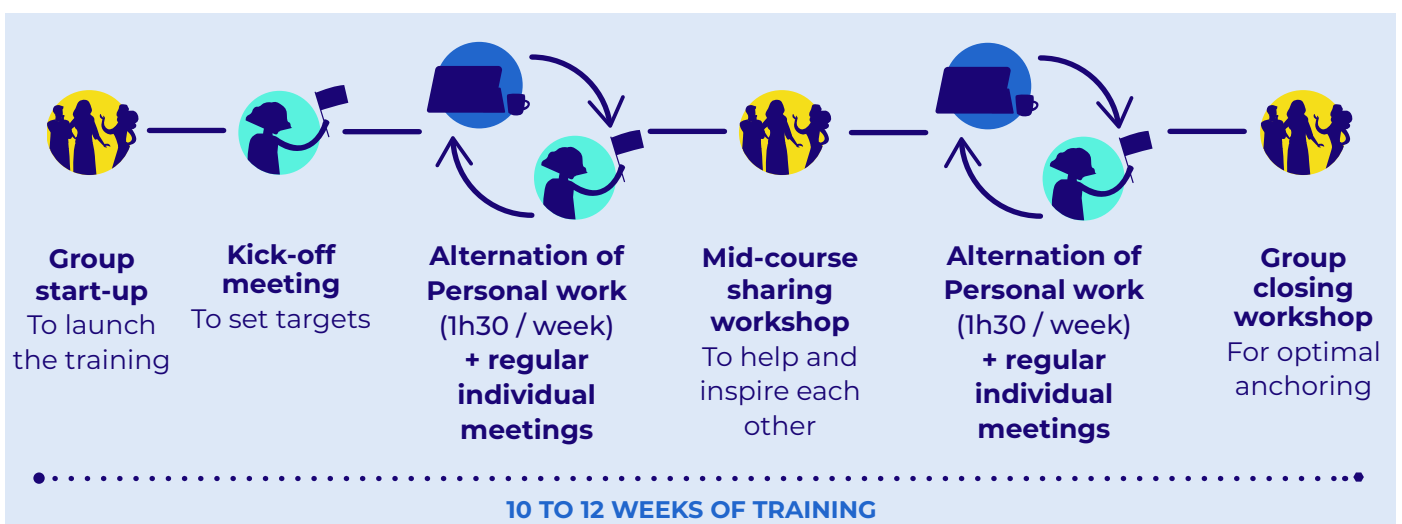 Group
start-up
To launch
the training
Kick-off
meeting
To set targets
Alternation of
Personal work
(1h30 / week)
+ regular
individual
meetings
Mid-course
sharing
workshop
To help and
inspire each
other
Alternation of
Personal work
(1h30 / week)
+ regular
individual
meetings
Group
closing
workshop
For optimal
anchoring
10 TO 12 WEEKS OF TRAINING